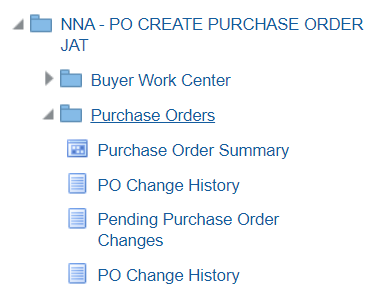 NNA - PO CREATE PURCHASE ORDER
JAT
Buyer Work Center
Purchase Orders
Purchase Order Summary
PO Change History
Pending Purchase Order
Changes
PO Change History